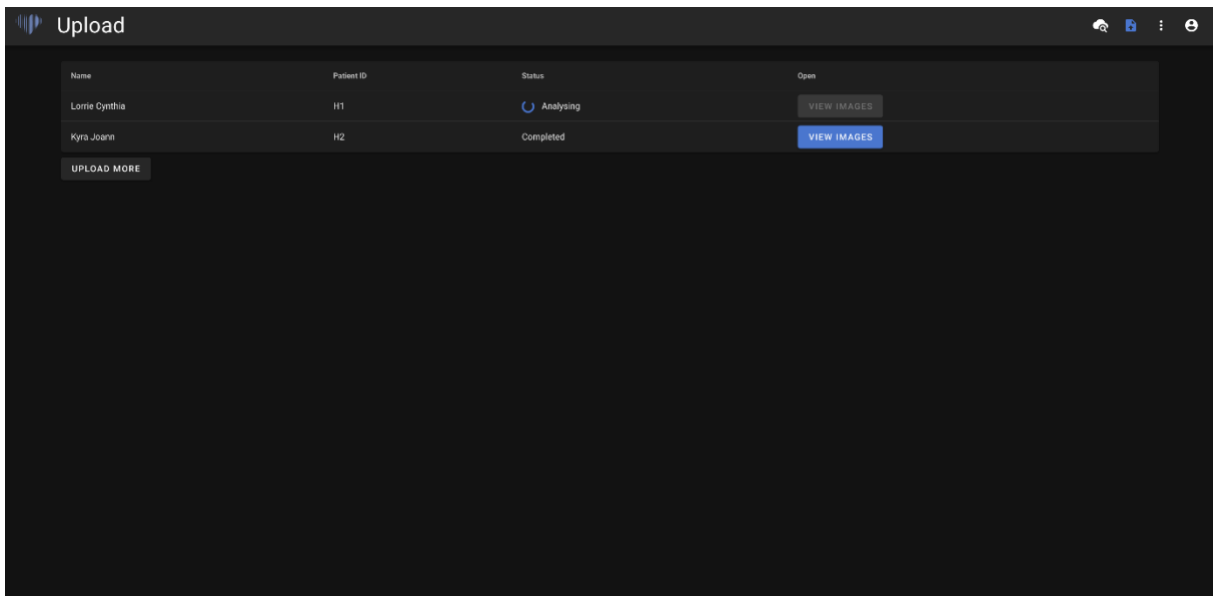 Upload
Name Patient ID Status Open
Lorrie Cynthia H1 Analysing VIEW IMAGES
Kyra Joann H2 Completed VIEW IMAGES
UPLOAD MORE